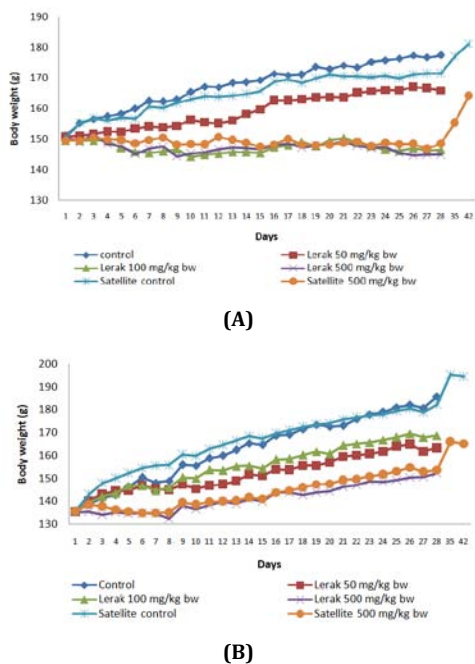 190
180
170
160
150
140
130
Body weight (g)
1 2 3 4 5 6 7 8 9 10 11 12 13 14 15 16 17 18 19 20 21 22 23 24 25 26 27 28 35 42
Days
control Lerak 50 mg/kg bw
Lerak 100 mg/kg bw Lerak 500 mg/kg bw
Satellite control Satellite 500 mg/kg bw
(A)
200
190
180
170
160
150
140
130
Body weight (g)
1 2 3 4 5 6 7 8 9 10 11 12 13 14 15 16 17 18 19 20 21 22 23 24 25 26 27 28 35 42
Days
Control Lerak 50 mg/kg bw
Lerak 100 mg/kg bw Lerak 500 mg/kg bw
Satellite control Satellite 500 mg/kg bw
(B)